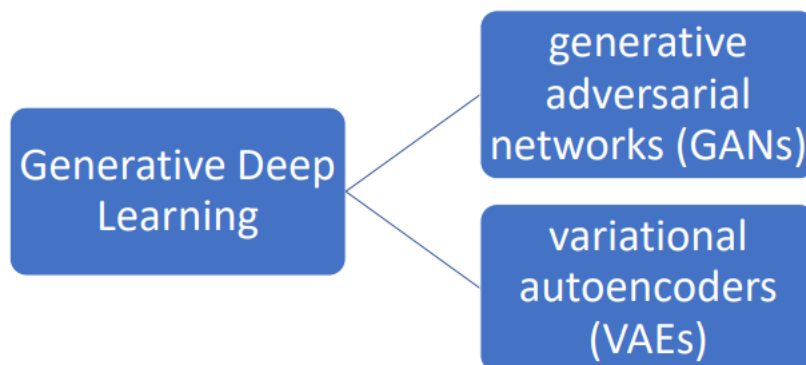 Generative Deep
Learning
generative
adversarial
networks (GANs)
variational
autoencoders
(VAEs)